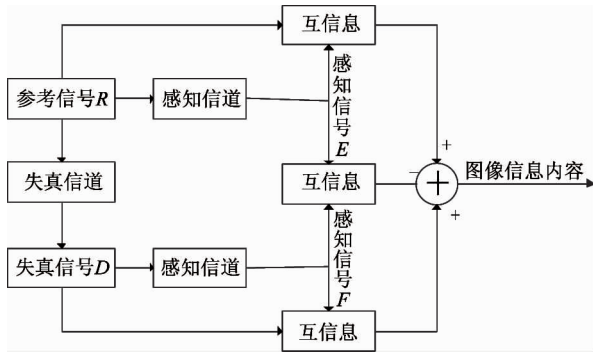 互信息
参考信号R
感知信道
感知信号E
+
失真信道
互信息
−
+
图像信息内容
+
失真信号D
感知信道
感知信号F
互信息